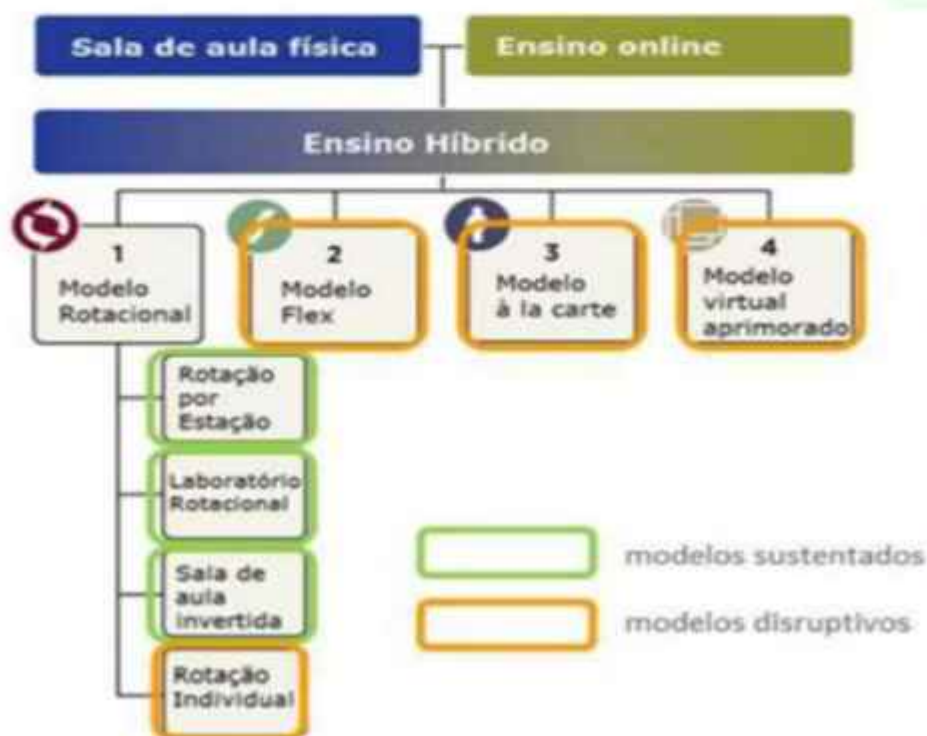 Sala de aula física
Ensino online
Ensino Híbrido
1
Modelo
Rotacional
2
Modelo
Flex
3
Modelo
à la carte
4
Modelo
virtual
aprimorado
Rotação
por
Estação
Laboratório
Rotacional
Sala de
aula
invertida
Rotação
Individual
modelos sustentados
modelos disruptivos